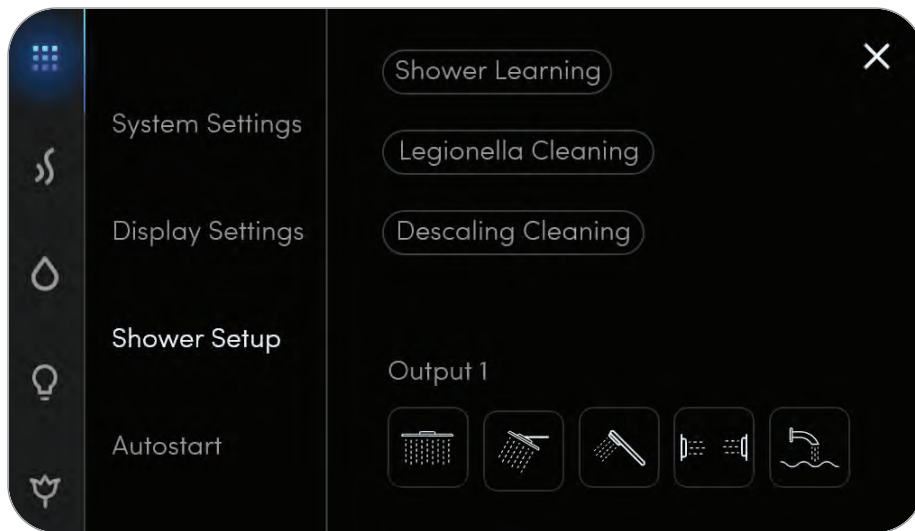 System Settings
Display Settings
Shower Setup
Autostart
Shower Learning
Legionella Cleaning
Descaling Cleaning
Output 1